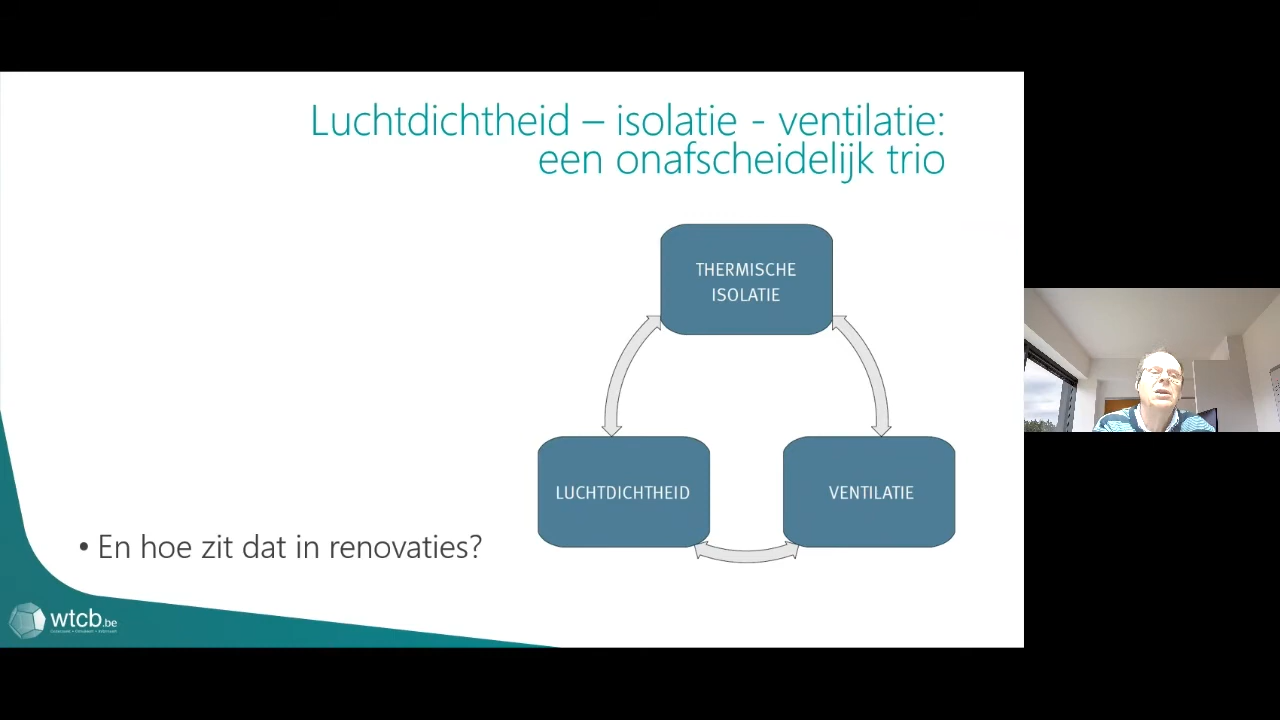 Luchtdichtheid – isolatie - ventilatie:
een onafscheidelijk trio
THERMISCHE
ISOLATIE
LUCHTDICHTHEID
VENTILATIE
• En hoe zit dat in renovaties?
wtcb.be